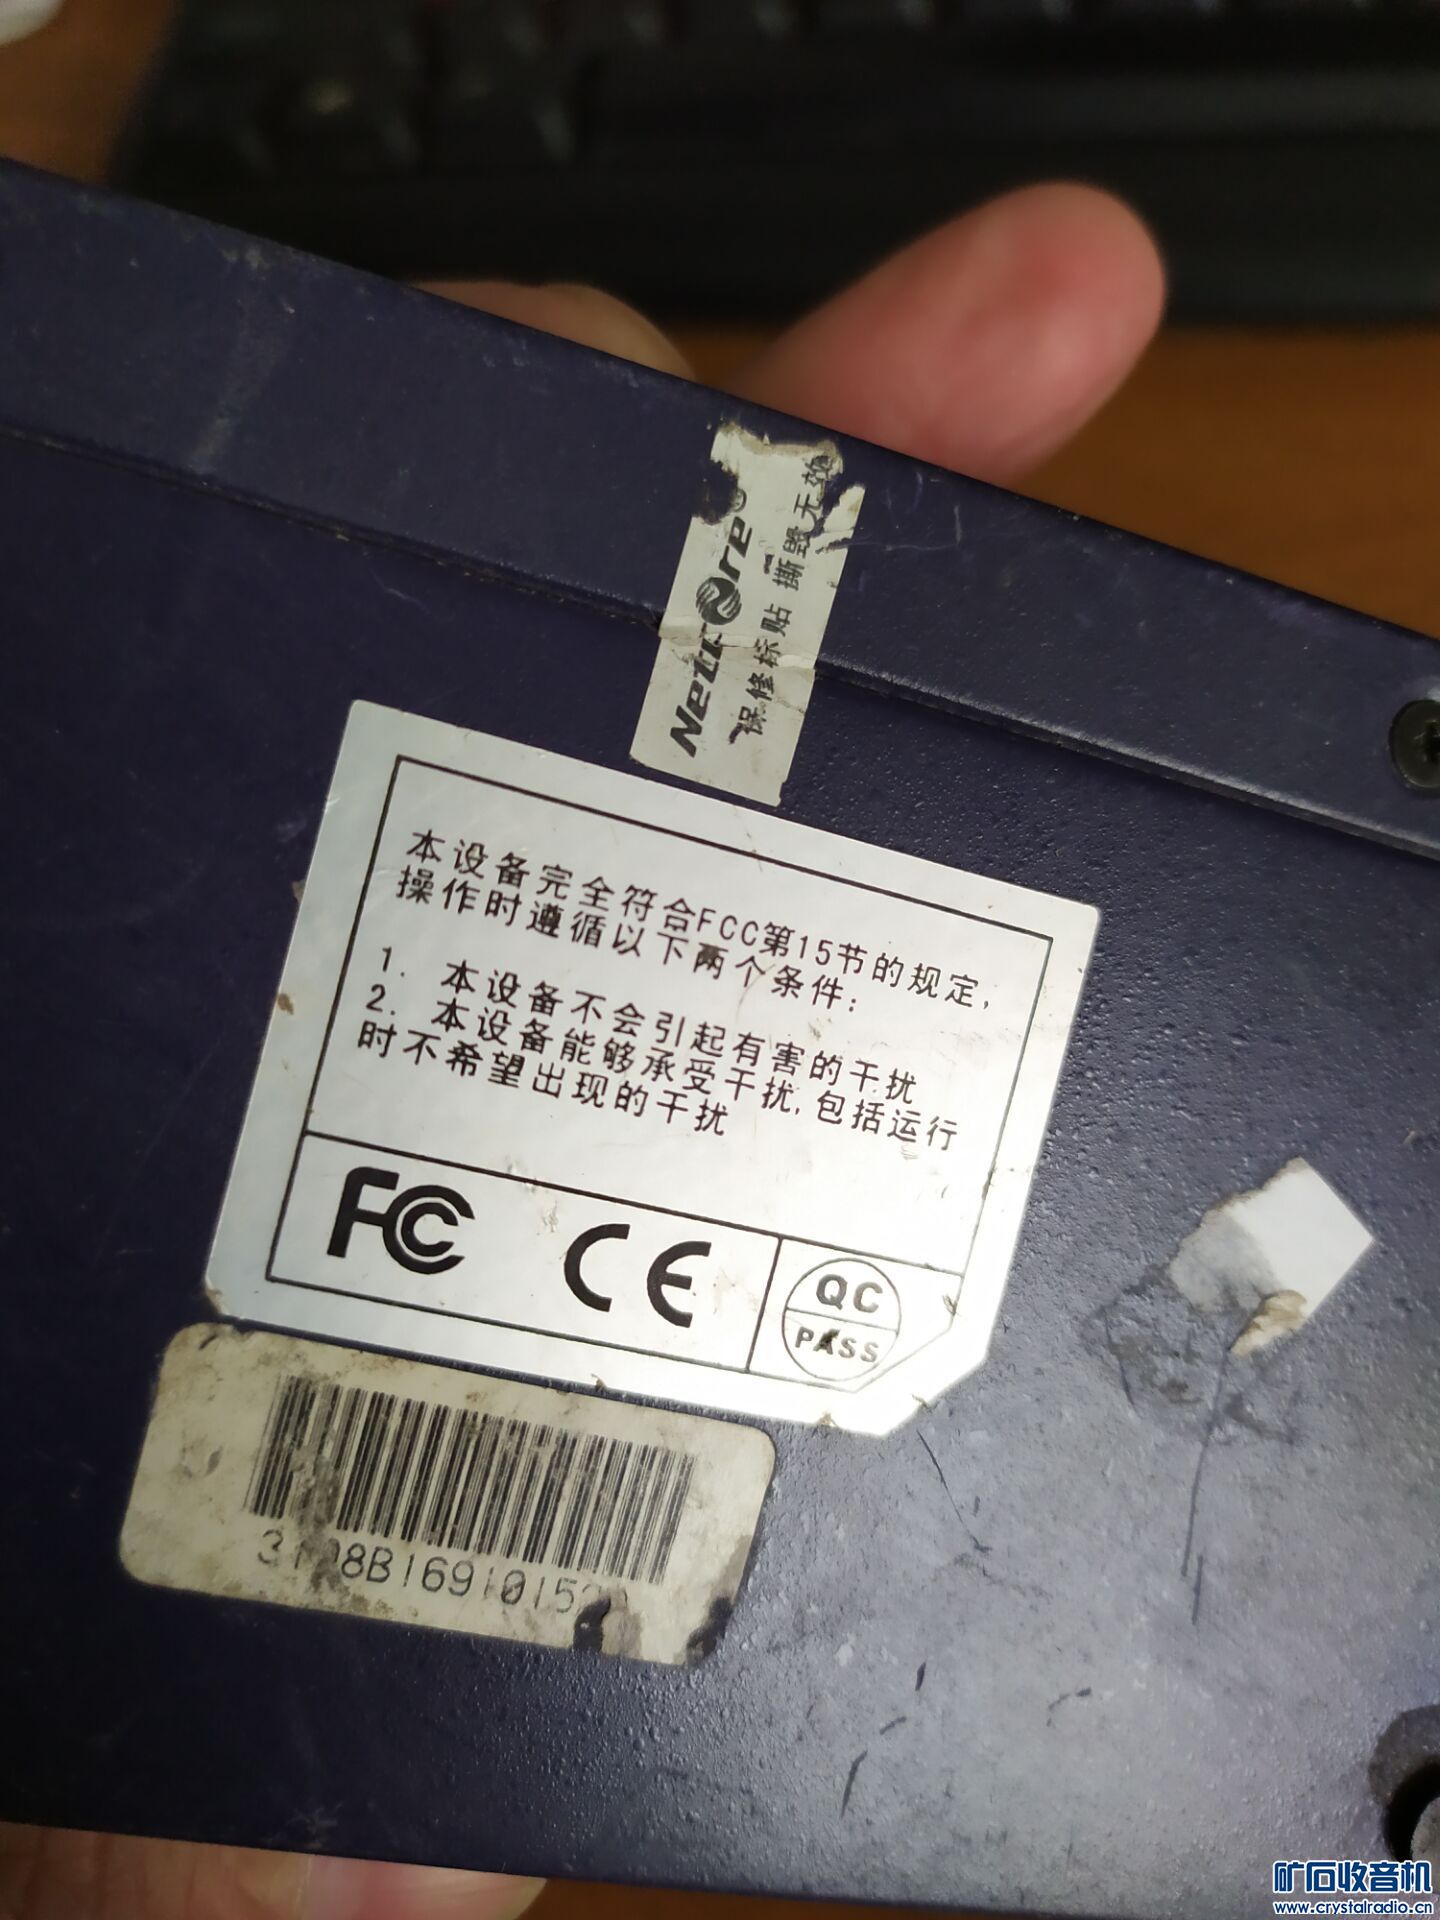 Netcore
保修标贴 撕毁无效
本设备完全符合FCC第15节的规定,
操作时遵循以下两个条件:
1. 本设备不会引起有害的干扰
2. 本设备能够承受干扰,包括运行
时不希望出现的干扰
FC CE
QC
PASS
矿石收音机
www.crystalradio.cn